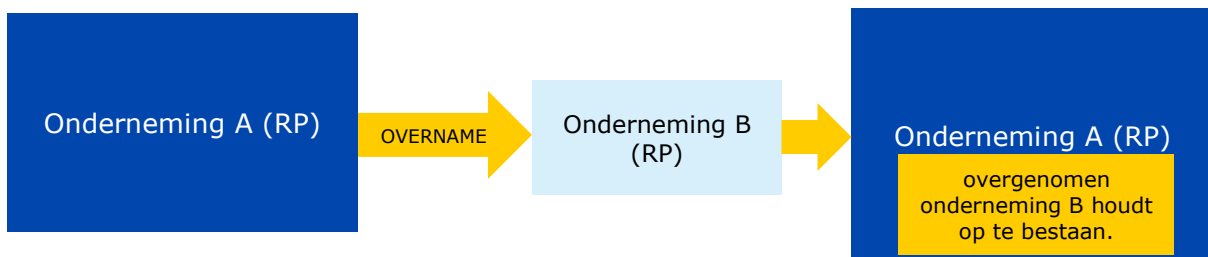 Onderneming A (RP)
OVERNAME
Onderneming B
(RP)
Onderneming A (RP)
overgenomen
onderneming B houdt
op te bestaan.